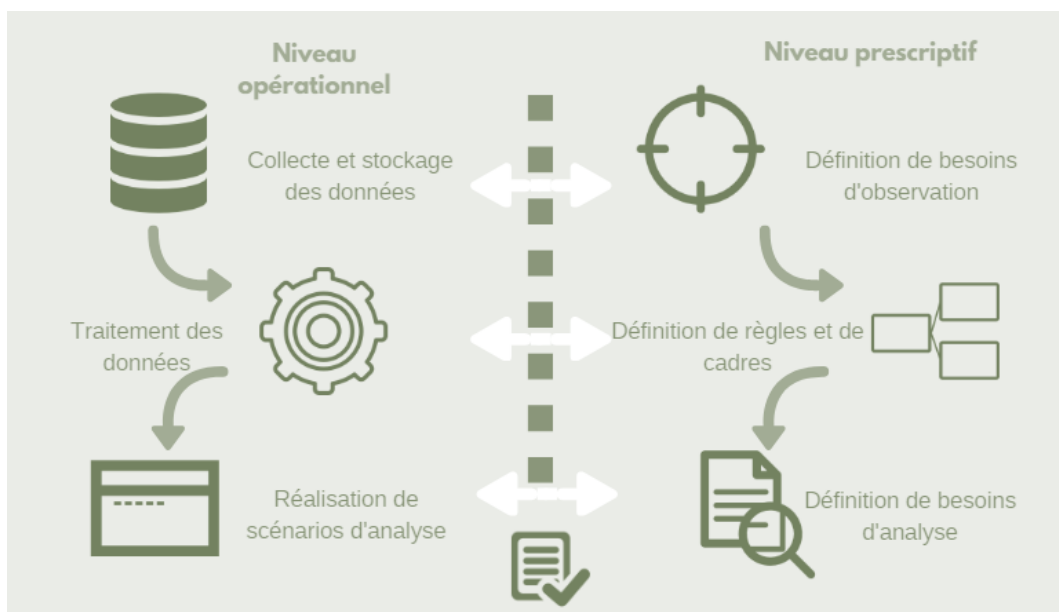 Niveau
opérationnel
Collecte et stockage
des données
Traitement des
données
Réalisation de
scénarios d'analyse
Niveau prescriptif
Définition de besoins
d'observation
Définition de règles et de
cadres
Définition de besoins
d'analyse